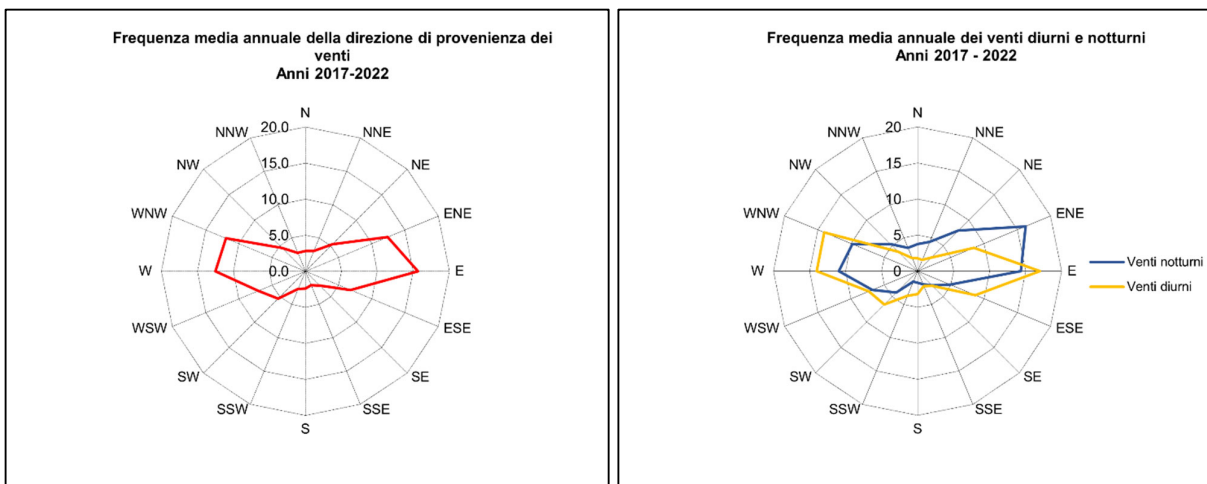 Frequenza media annuale della direzione di provenienza dei
venti
Anni 2017-2022
N
NNW
20.0
NNE
NW
15.0
NE
10.0
WNW
5.0
ENE
W
0.0
E
WSW
ESE
SW
SE
SSW
SSE
S
Frequenza media annuale dei venti diurni e notturni
Anni 2017 - 2022
N
NNW
20
NNE
NW
15
NE
10
WNW
5
ENE
W
0
E
WSW
ESE
SW
SE
SSW
SSE
S
Venti notturni
Venti diurni